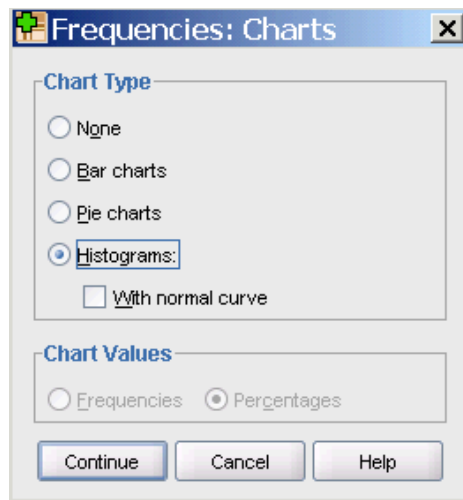 Frequencies: Charts
Chart Type
None
Bar charts
Pie charts
Histograms:
With normal curve
Chart Values
Frequencies Percentages
Continue Cancel Help